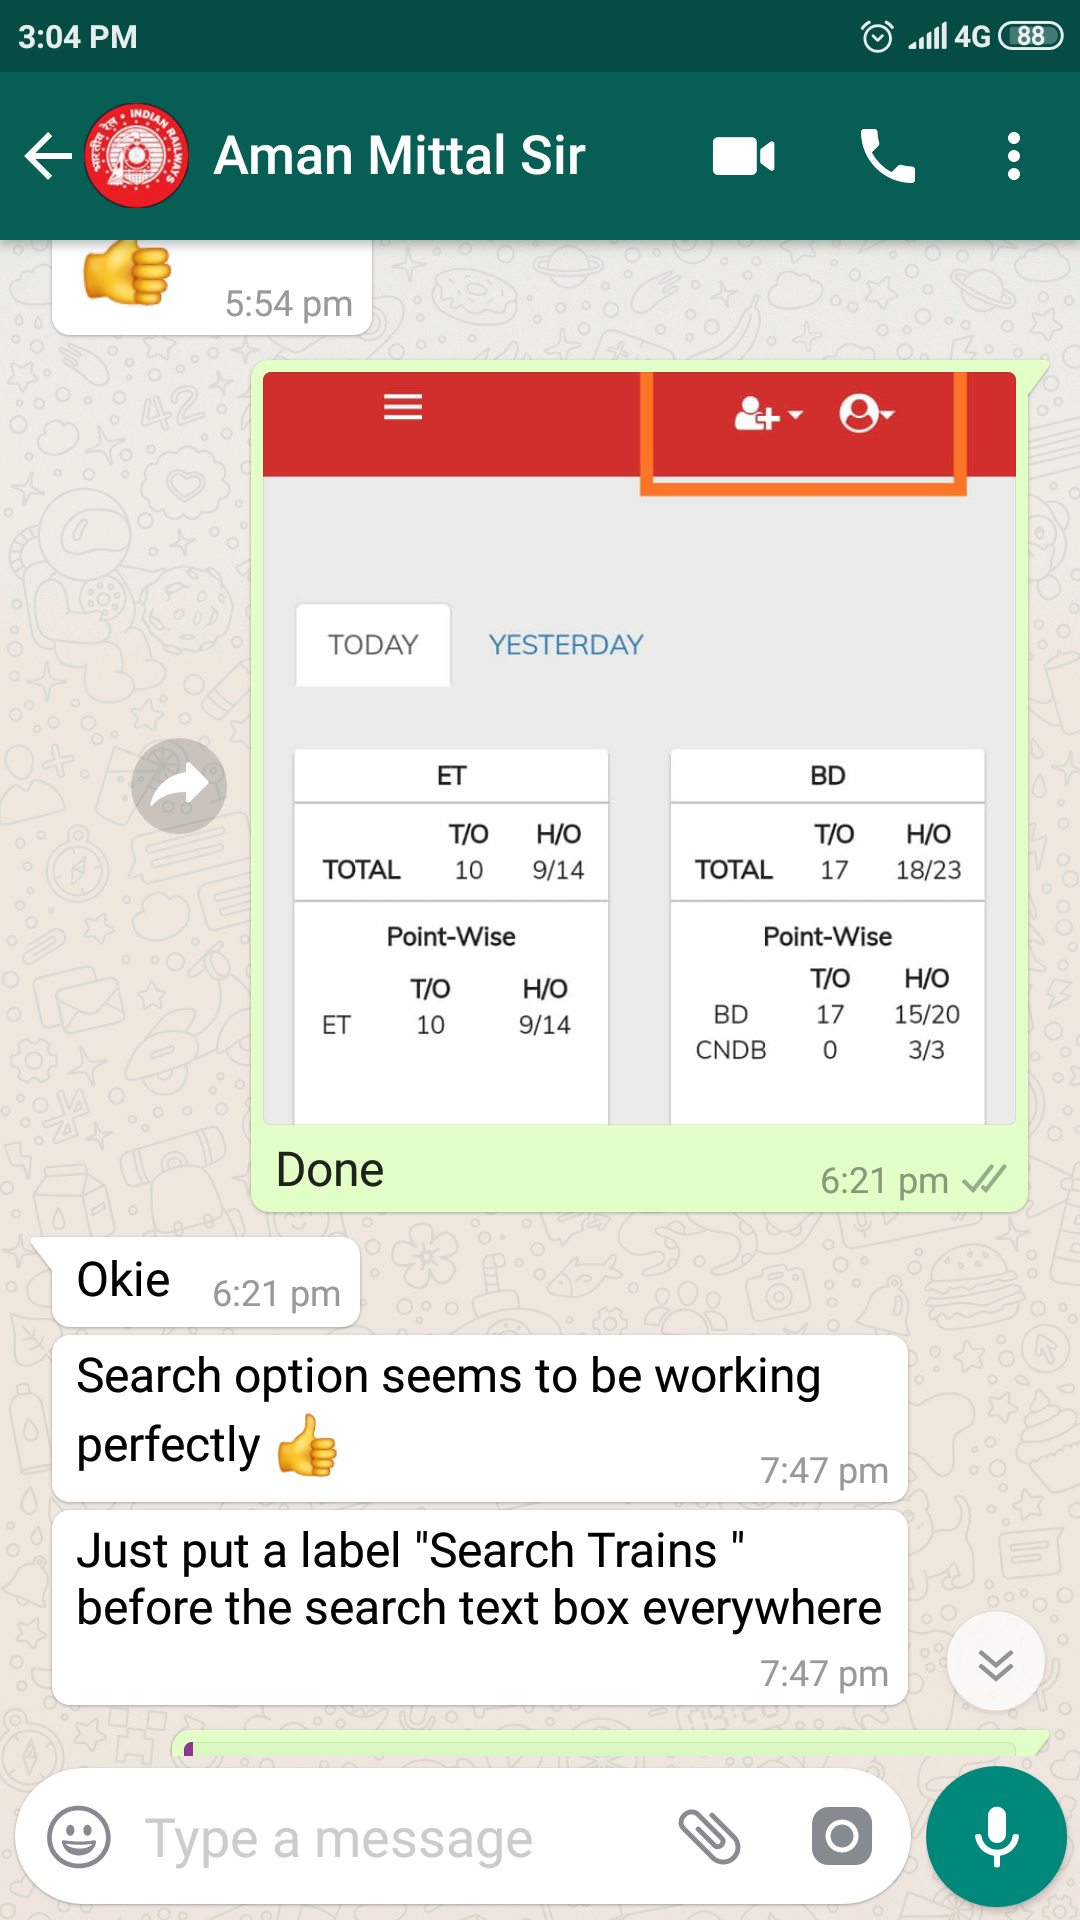 3:04 PM
4G 88
भारतीय रेल INDIAN RAILWAYS
Aman Mittal Sir
5:54 pm
TODAY YESTERDAY
ET
T/O H/O
TOTAL 10 9/14
Point-Wise
T/O H/O
ET 10 9/14
BD
T/O H/O
TOTAL 17 18/23
Point-Wise
T/O H/O
BD 17 15/20
CNDB 0 3/3
Done
6:21 pm
Okie 6:21 pm
Search option seems to be working
perfectly 👍
7:47 pm
Just put a label "Search Trains "
before the search text box everywhere
7:47 pm
Type a message